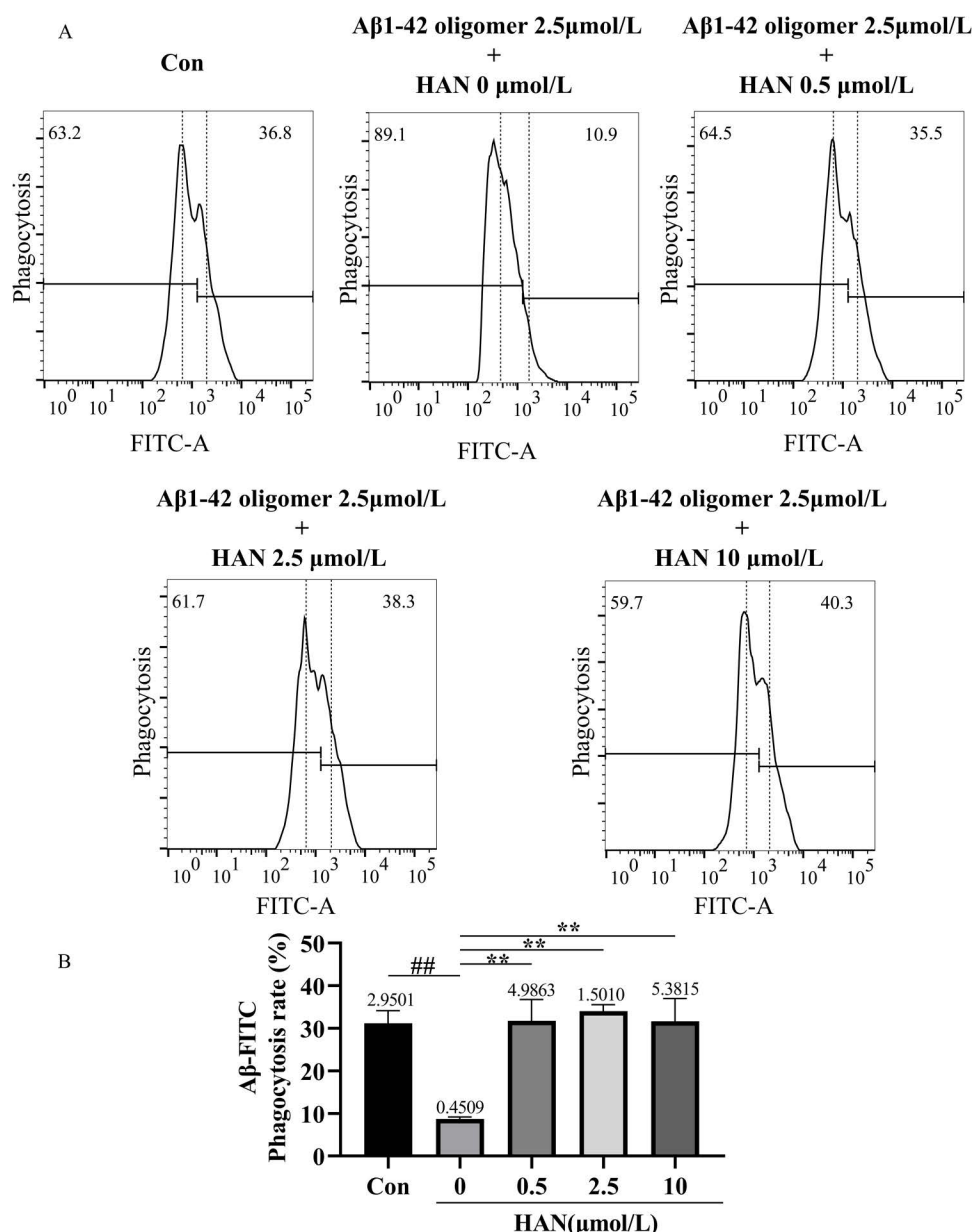 A
Con
Aβ1-42 oligomer 2.5μmol/L
+
HAN 0 μmol/L
Aβ1-42 oligomer 2.5μmol/L
+
HAN 0.5 μmol/L
63.2 36.8
Phagocytosis
10^0 10^1 10^2 10^3 10^4 10^5
FITC-A
89.1 10.9
Phagocytosis
10^0 10^1 10^2 10^3 10^4 10^5
FITC-A
64.5 35.5
Phagocytosis
10^0 10^1 10^2 10^3 10^4 10^5
FITC-A
Aβ1-42 oligomer 2.5μmol/L
+
HAN 2.5 μmol/L
Aβ1-42 oligomer 2.5μmol/L
+
HAN 10 μmol/L
61.7 38.3
Phagocytosis
10^0 10^1 10^2 10^3 10^4 10^5
FITC-A
59.7 40.3
Phagocytosis
10^0 10^1 10^2 10^3 10^4 10^5
FITC-A
B
Aβ-FITC
Phagocytosis rate (%)
50
40
30
20
10
0
##
**
**
**
2.9501
0.4509
4.9863
1.5010
5.3815
Con 0 0.5 2.5 10
HAN(μmol/L)